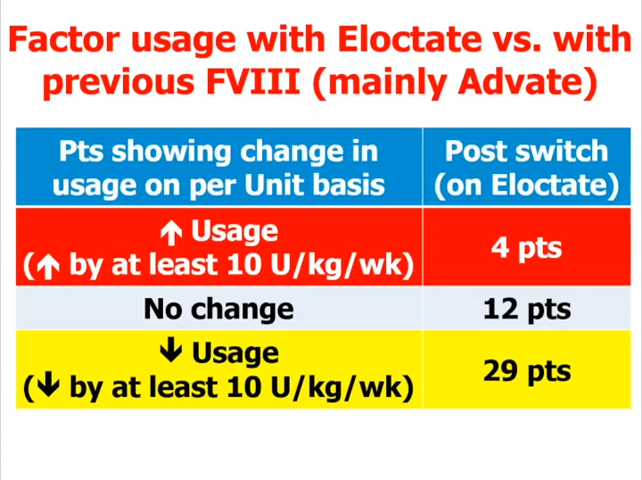 Factor usage with Eloctate vs. with
previous FVIII (mainly Advate)
Pts showing change in
usage on per Unit basis
Post switch
(on Eloctate)
↑ Usage
(↑ by at least 10 U/kg/wk)
4 pts
No change
12 pts
↓ Usage
(↓ by at least 10 U/kg/wk)
29 pts